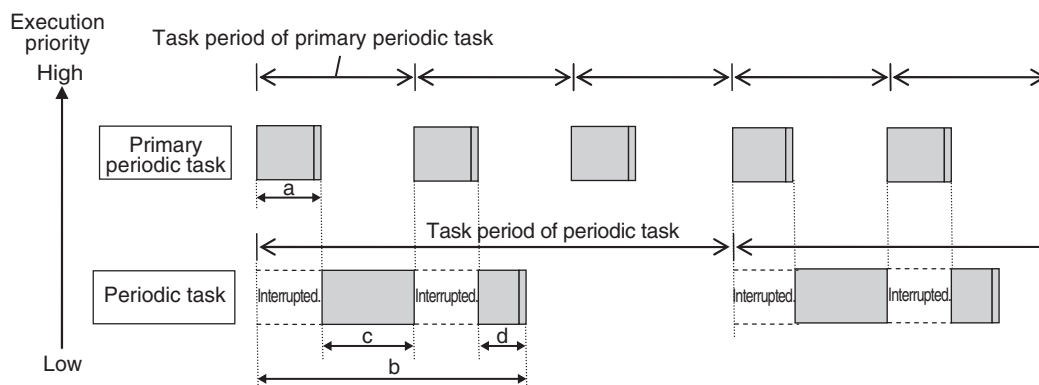 Execution
priority
High
Task period of primary periodic task
Primary
periodic task
a
Task period of periodic task
Periodic task
Interrupted.
Interrupted.
Interrupted.
Interrupted.
c
d
b
Low